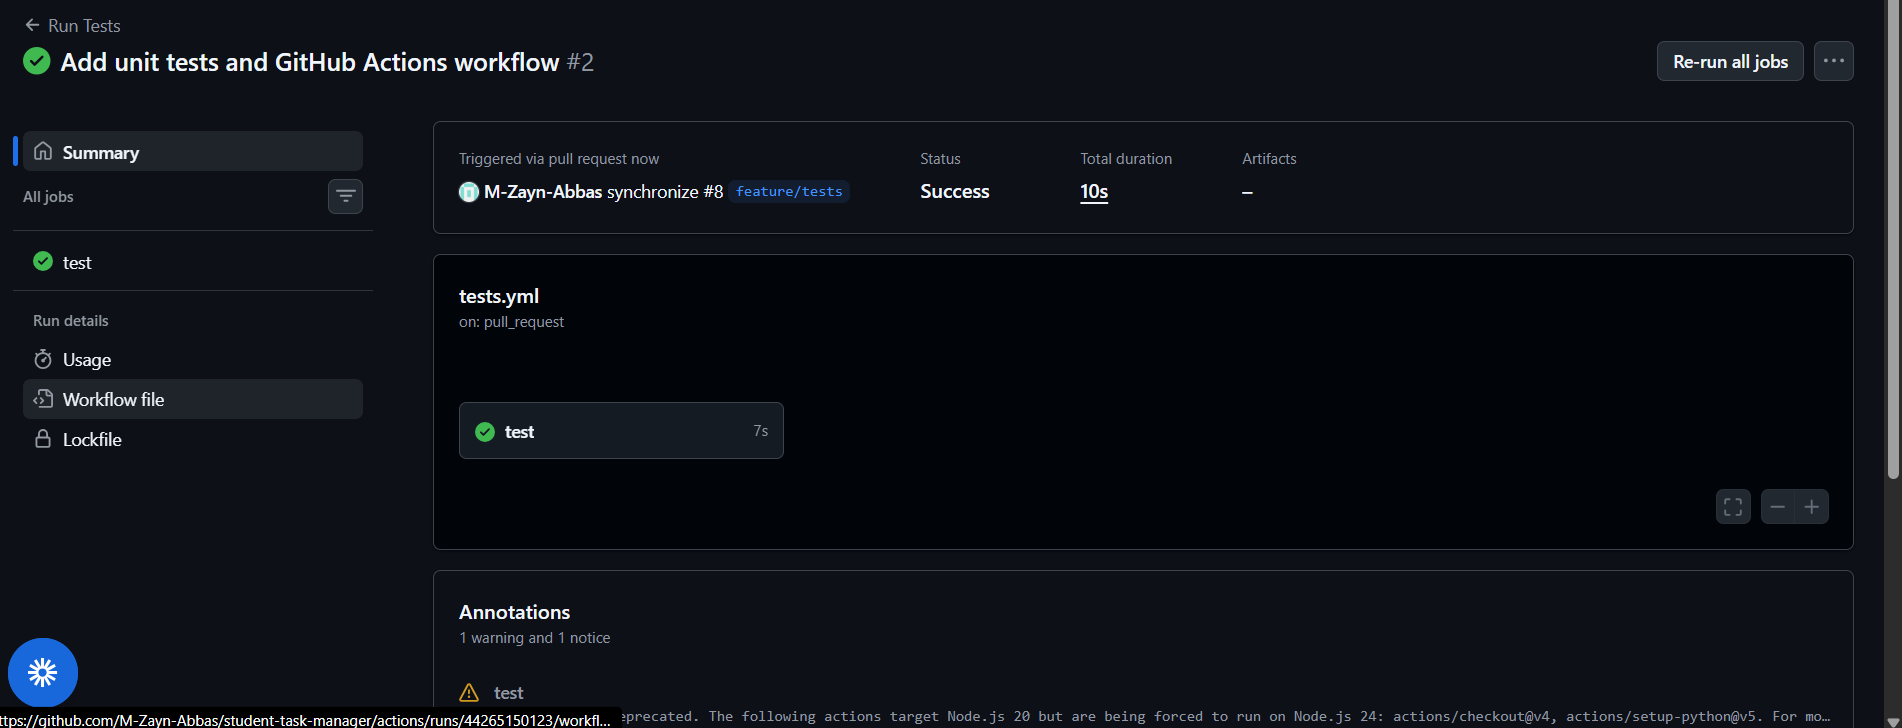 Run Tests
Add unit tests and GitHub Actions workflow #2
Re-run all jobs
Summary
All jobs
test
Run details
Usage
Workflow file
Lockfile
Triggered via pull request now
M-Zayn-Abbas synchronize #8 feature/tests
Status
Success
Total duration
10s
Artifacts
–
tests.yml
on: pull_request
test 7s
Annotations
1 warning and 1 notice
test
eprecated. The following actions target Node.js 20 but are being forced to run on Node.js 24: actions/checkout@v4, actions/setup-python@v5. For mo…
ttps://github.com/M-Zayn-Abbas/student-task-manager/actions/runs/44265150123/workfl...